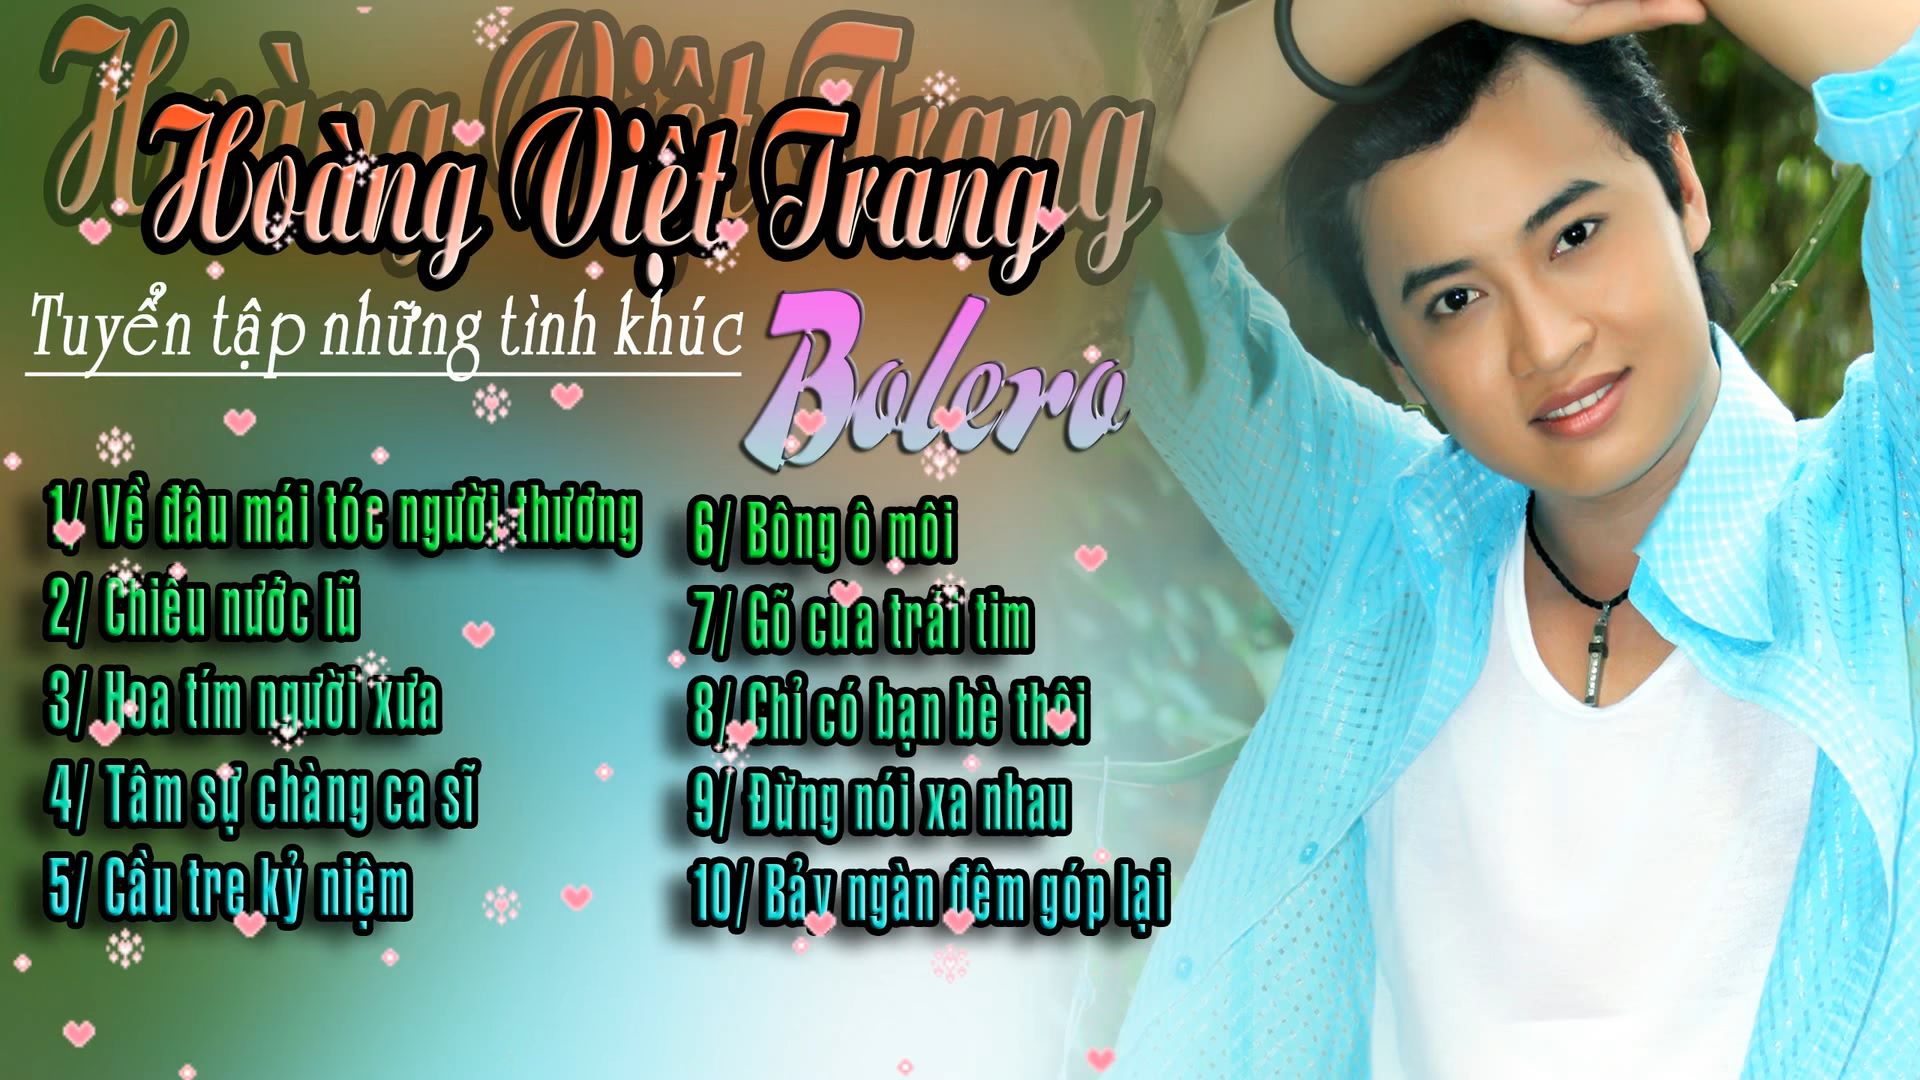 Hoàng Việt Trang
Hoàng Việt Trang
Tuyển tập những tình khúc
Bolero
1/ Về đâu mái tóc người thương
2/ Chiều nước lũ
3/ Hoa tím người xưa
4/ Tâm sự chàng ca sĩ
5/ Cầu tre kỷ niệm
6/ Bông ô môi
7/ Gõ cửa trái tim
8/ Chỉ có bạn bè thôi
9/ Đừng nói xa nhau
10/ Bảy ngàn đêm góp lại